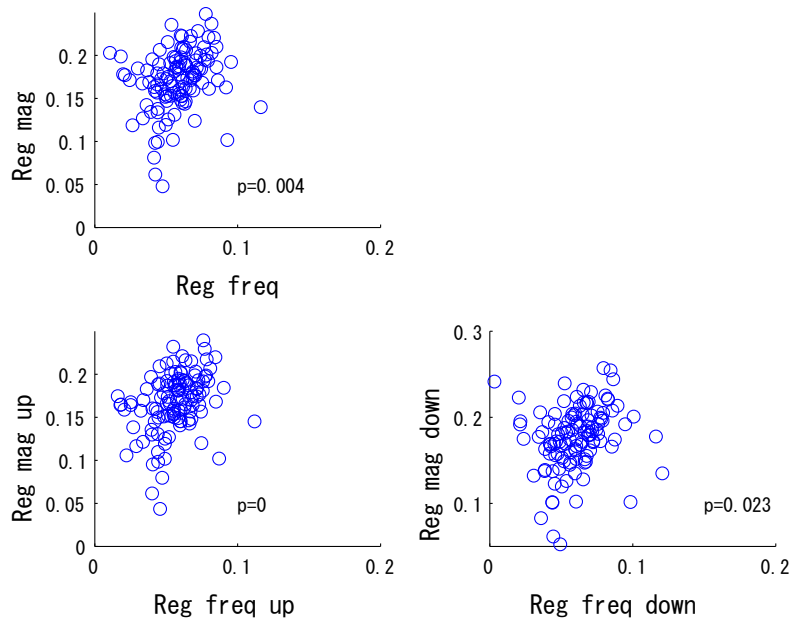 0.2
0.15
0.1
0.05
0
Reg mag
p=0.004
0 0.1 0.2
Reg freq
0.2
0.15
0.1
0.05
0
Reg mag up
p=0
0 0.1 0.2
Reg freq up
0.3
0.2
0.1
Reg mag down
p=0.023
0 0.1 0.2
Reg freq down